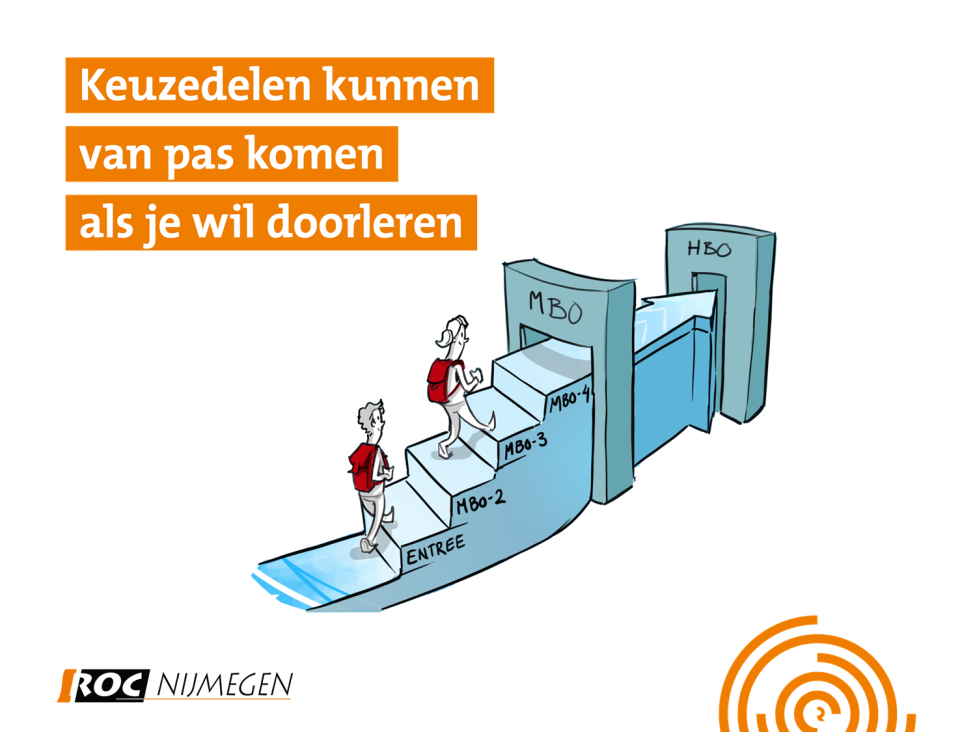 Keuzedelen kunnen
van pas komen
als je wil doorleren
HBO
MBO
MBO-4
MBO-3
MBO-2
ENTREE
ROC NIJMEGEN